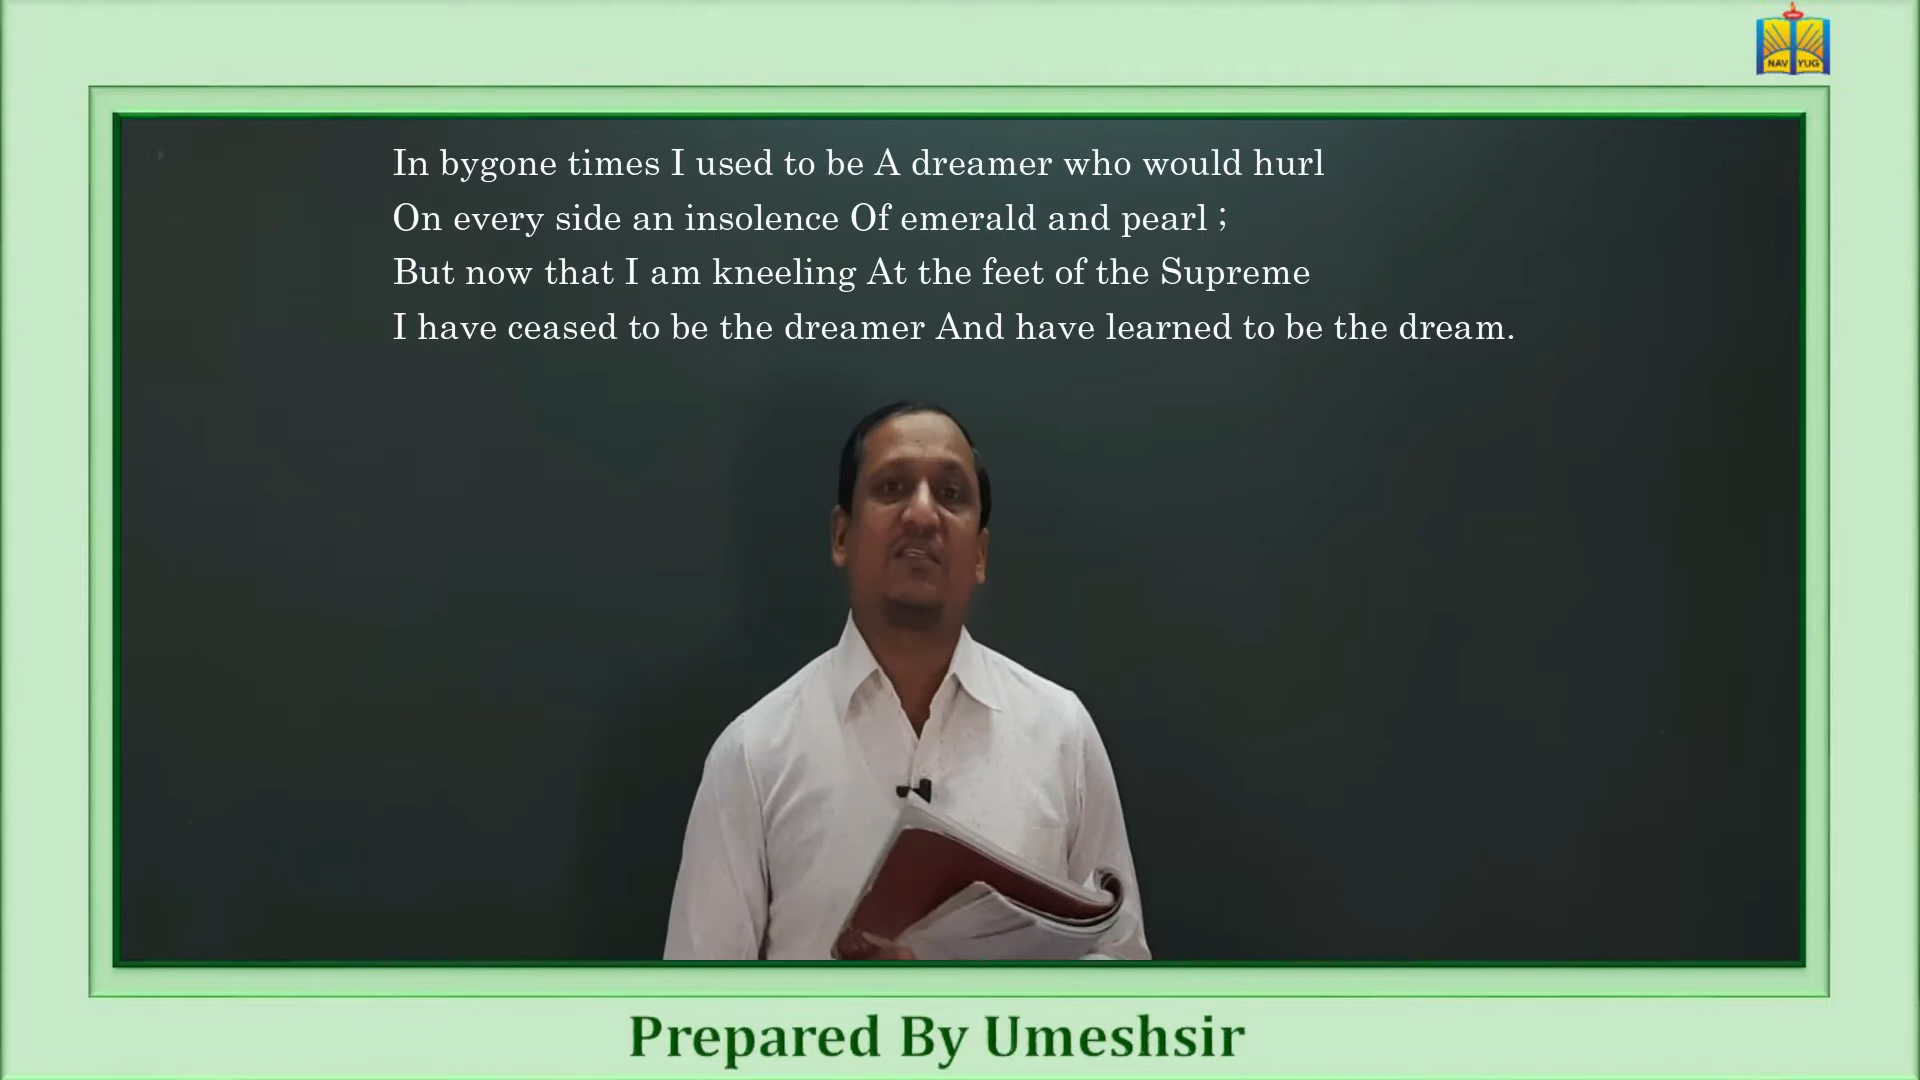 NAV YUG
In bygone times I used to be A dreamer who would hurl
On every side an insolence Of emerald and pearl ;
But now that I am kneeling At the feet of the Supreme
I have ceased to be the dreamer And have learned to be the dream.
Prepared By Umeshsir